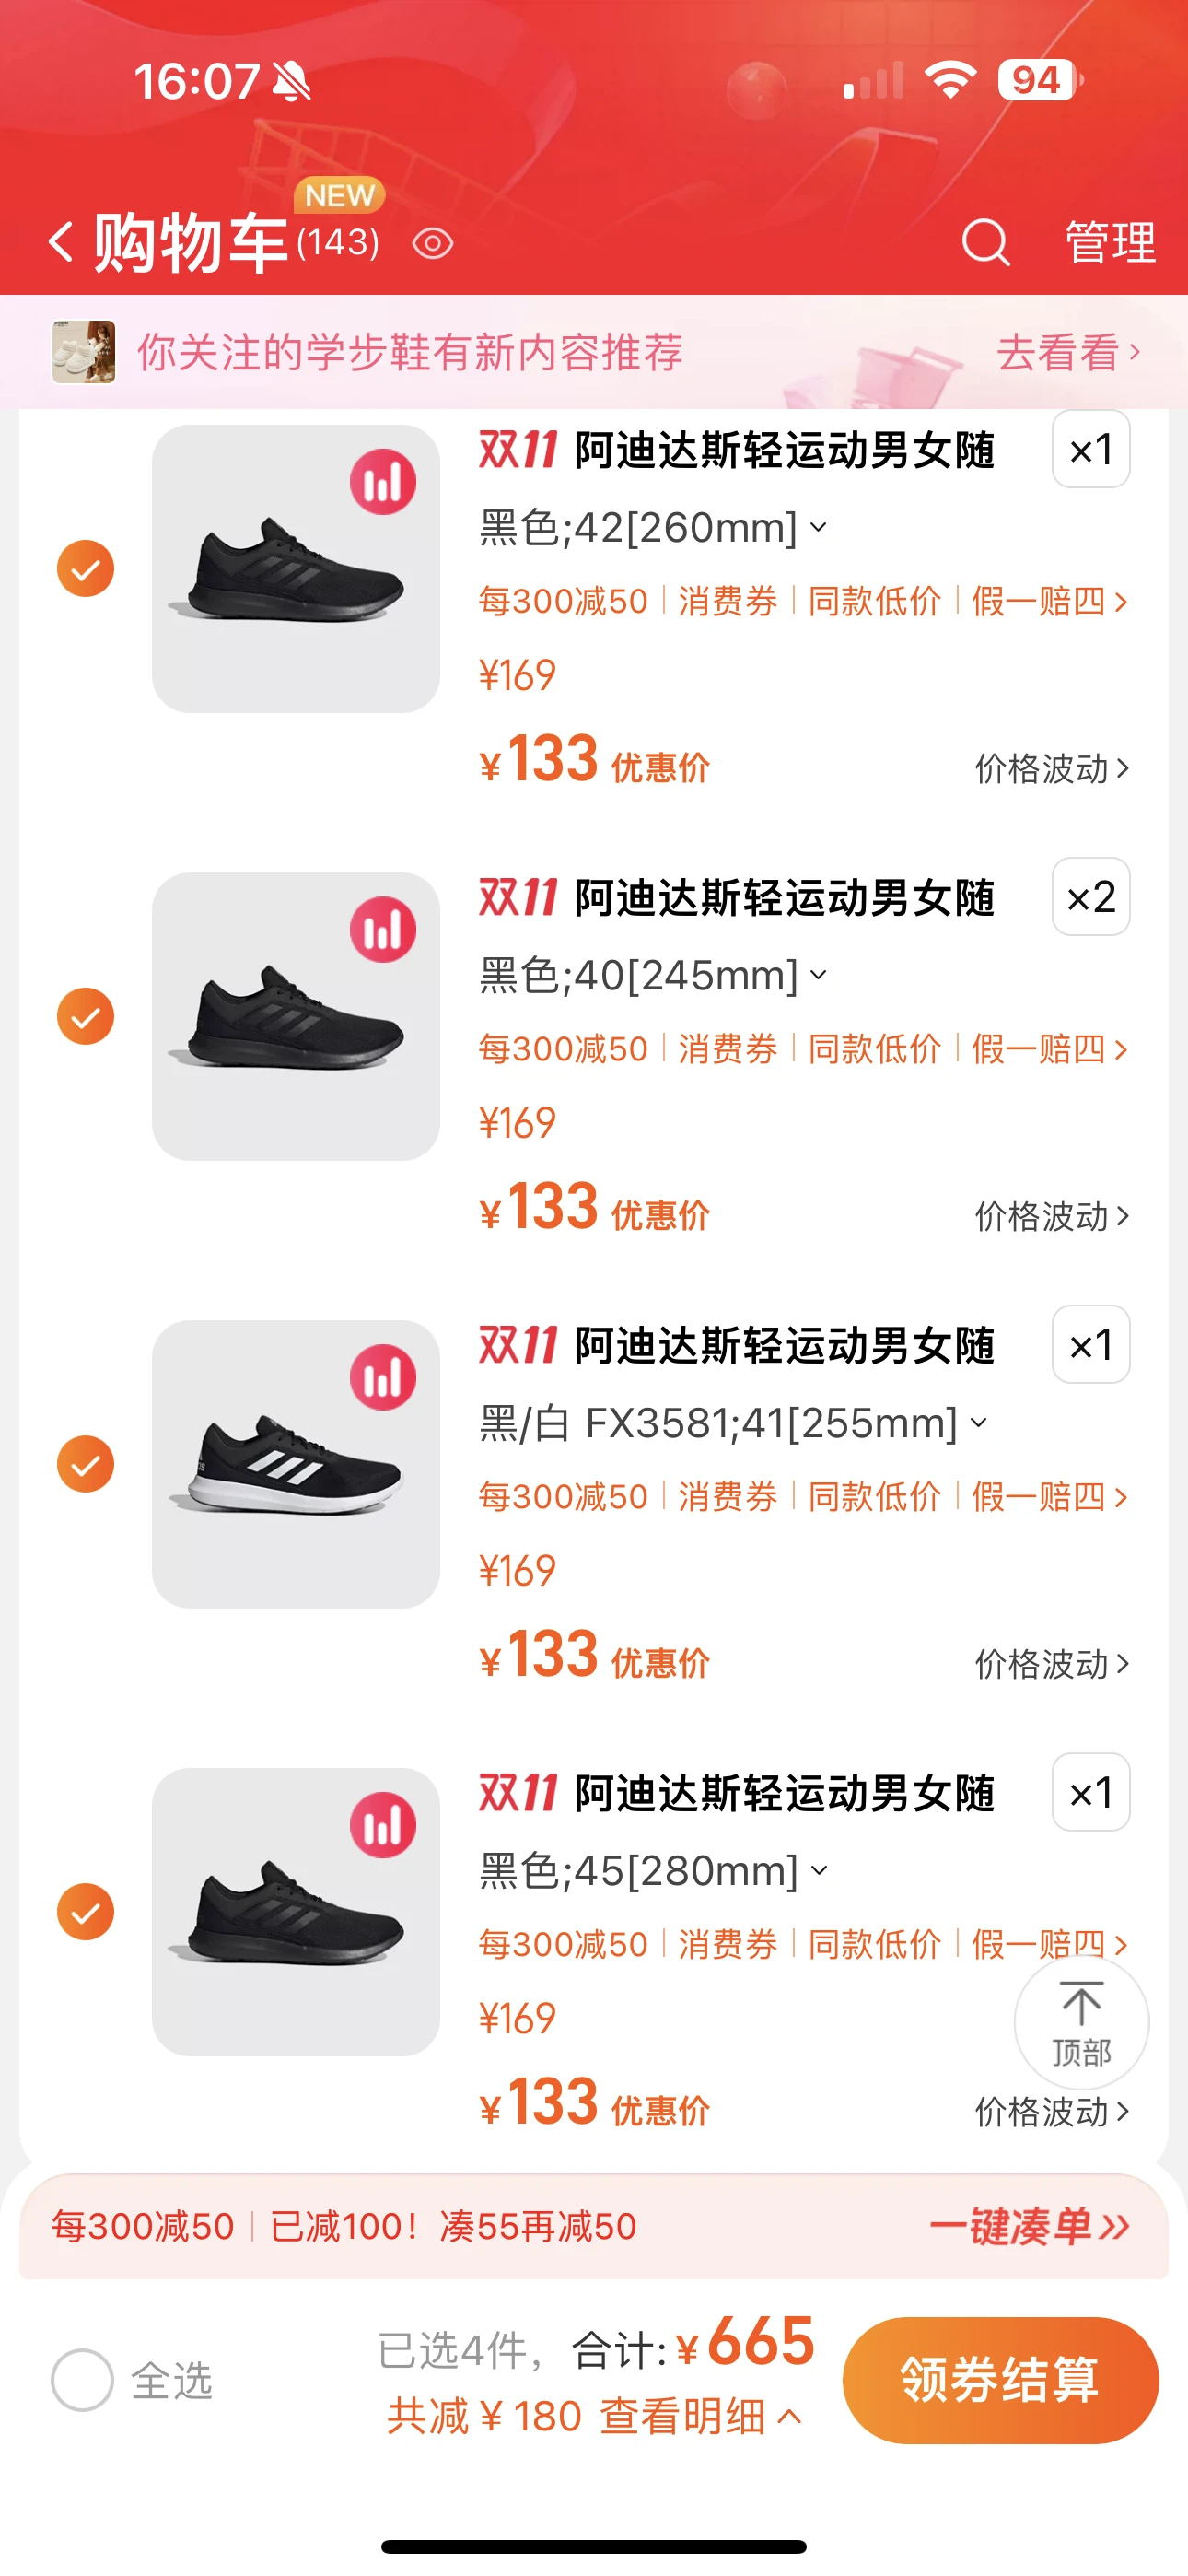 16:07
94
NEW
购物车(143)
管理
你关注的学步鞋有新内容推荐
去看看
双11 阿迪达斯轻运动男女随
×1
黑色;42[260mm]
每300减50 | 消费券 | 同款低价 | 假一赔四
¥169
¥133 优惠价
价格波动
双11 阿迪达斯轻运动男女随
×2
黑色;40[245mm]
每300减50 | 消费券 | 同款低价 | 假一赔四
¥169
¥133 优惠价
价格波动
双11 阿迪达斯轻运动男女随
×1
黑/白 FX3581;41[255mm]
每300减50 | 消费券 | 同款低价 | 假一赔四
¥169
¥133 优惠价
价格波动
双11 阿迪达斯轻运动男女随
×1
黑色;45[280mm]
每300减50 | 消费券 | 同款低价 | 假一赔四
¥169
顶部
¥133 优惠价
价格波动
每300减50 | 已减100！凑55再减50
一键凑单
全选
已选4件，合计:¥665
共减¥180 查看明细
领券结算